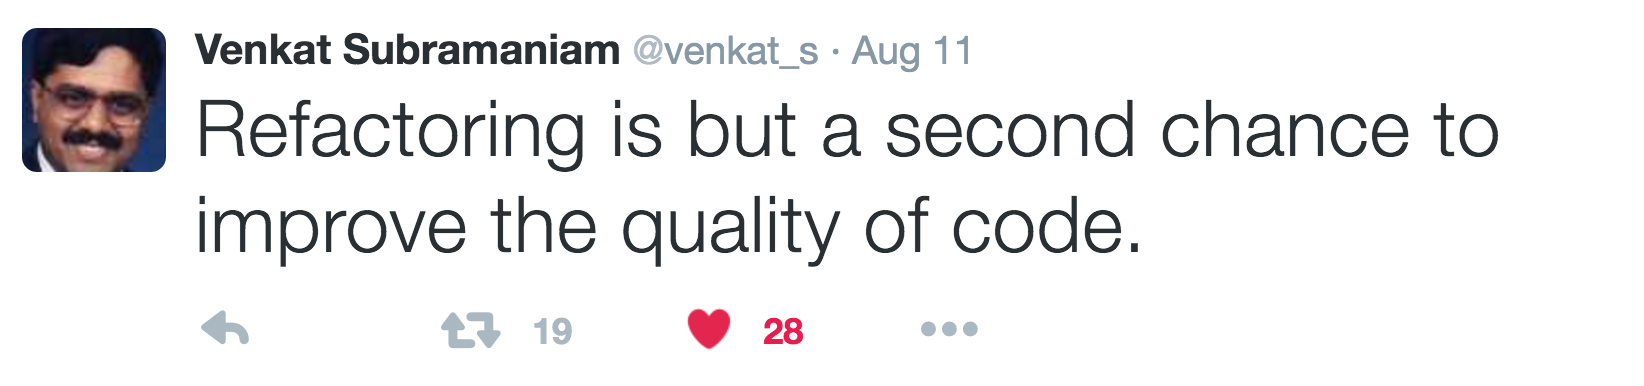 Venkat Subramaniam @venkat_s · Aug 11
Refactoring is but a second chance to
improve the quality of code.
19 28